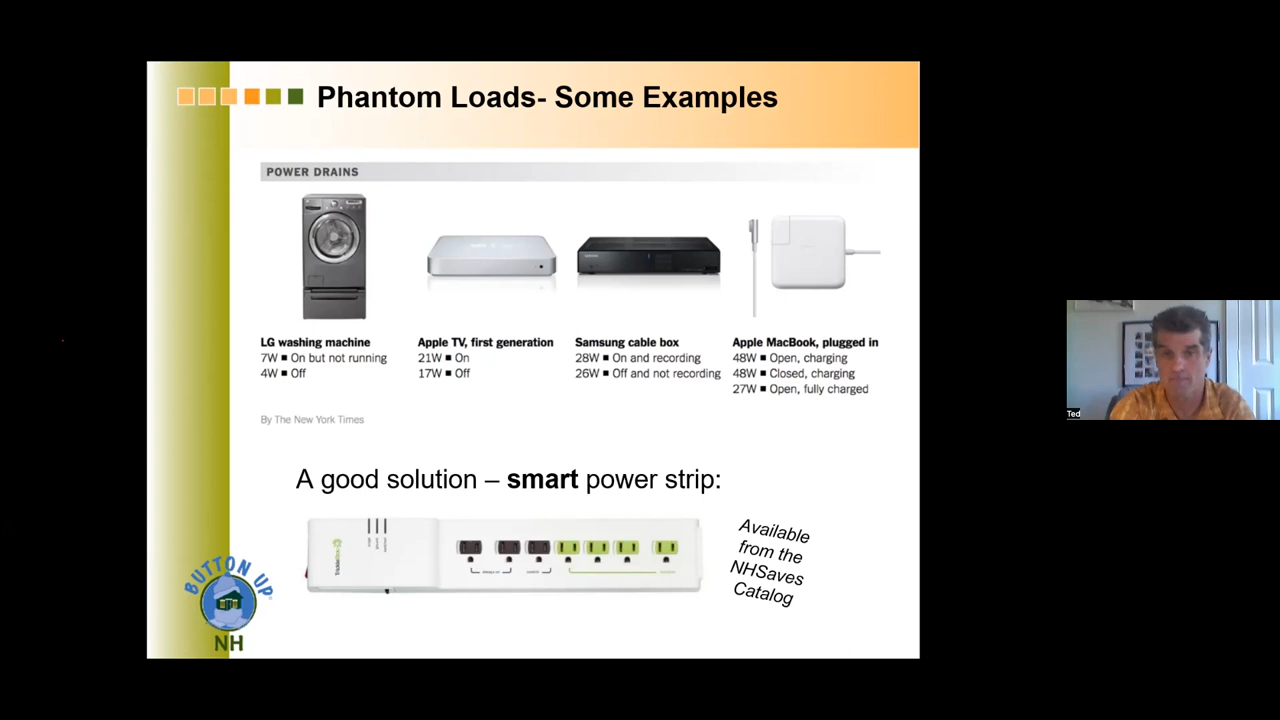 Phantom Loads- Some Examples
POWER DRAINS
LG washing machine
7W ■ On but not running
4W ■ Off
Apple TV, first generation
21W ■ On
17W ■ Off
Samsung cable box
28W ■ On and recording
26W ■ Off and not recording
Apple MacBook, plugged in
48W ■ Open, charging
48W ■ Closed, charging
27W ■ Open, fully charged
By The New York Times
A good solution – smart power strip:
Available
from the
NHSaves
Catalog
BUTTON UP
NH
Ted